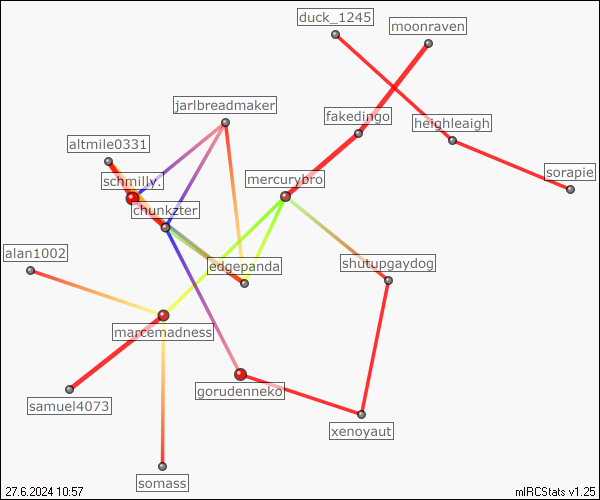 duck_1245
moonraven
jarlbreadmaker
fakedingo
heighleaigh
altmile0331
schmilly.
mercurybro
sorapie
chunkzter
alan1002
edgepanda
shutupgaydog
marcemadness
gorudenneko
samuel4073
xenoyaut
somass
27.6.2024 10:57
mIRCStats v1.25